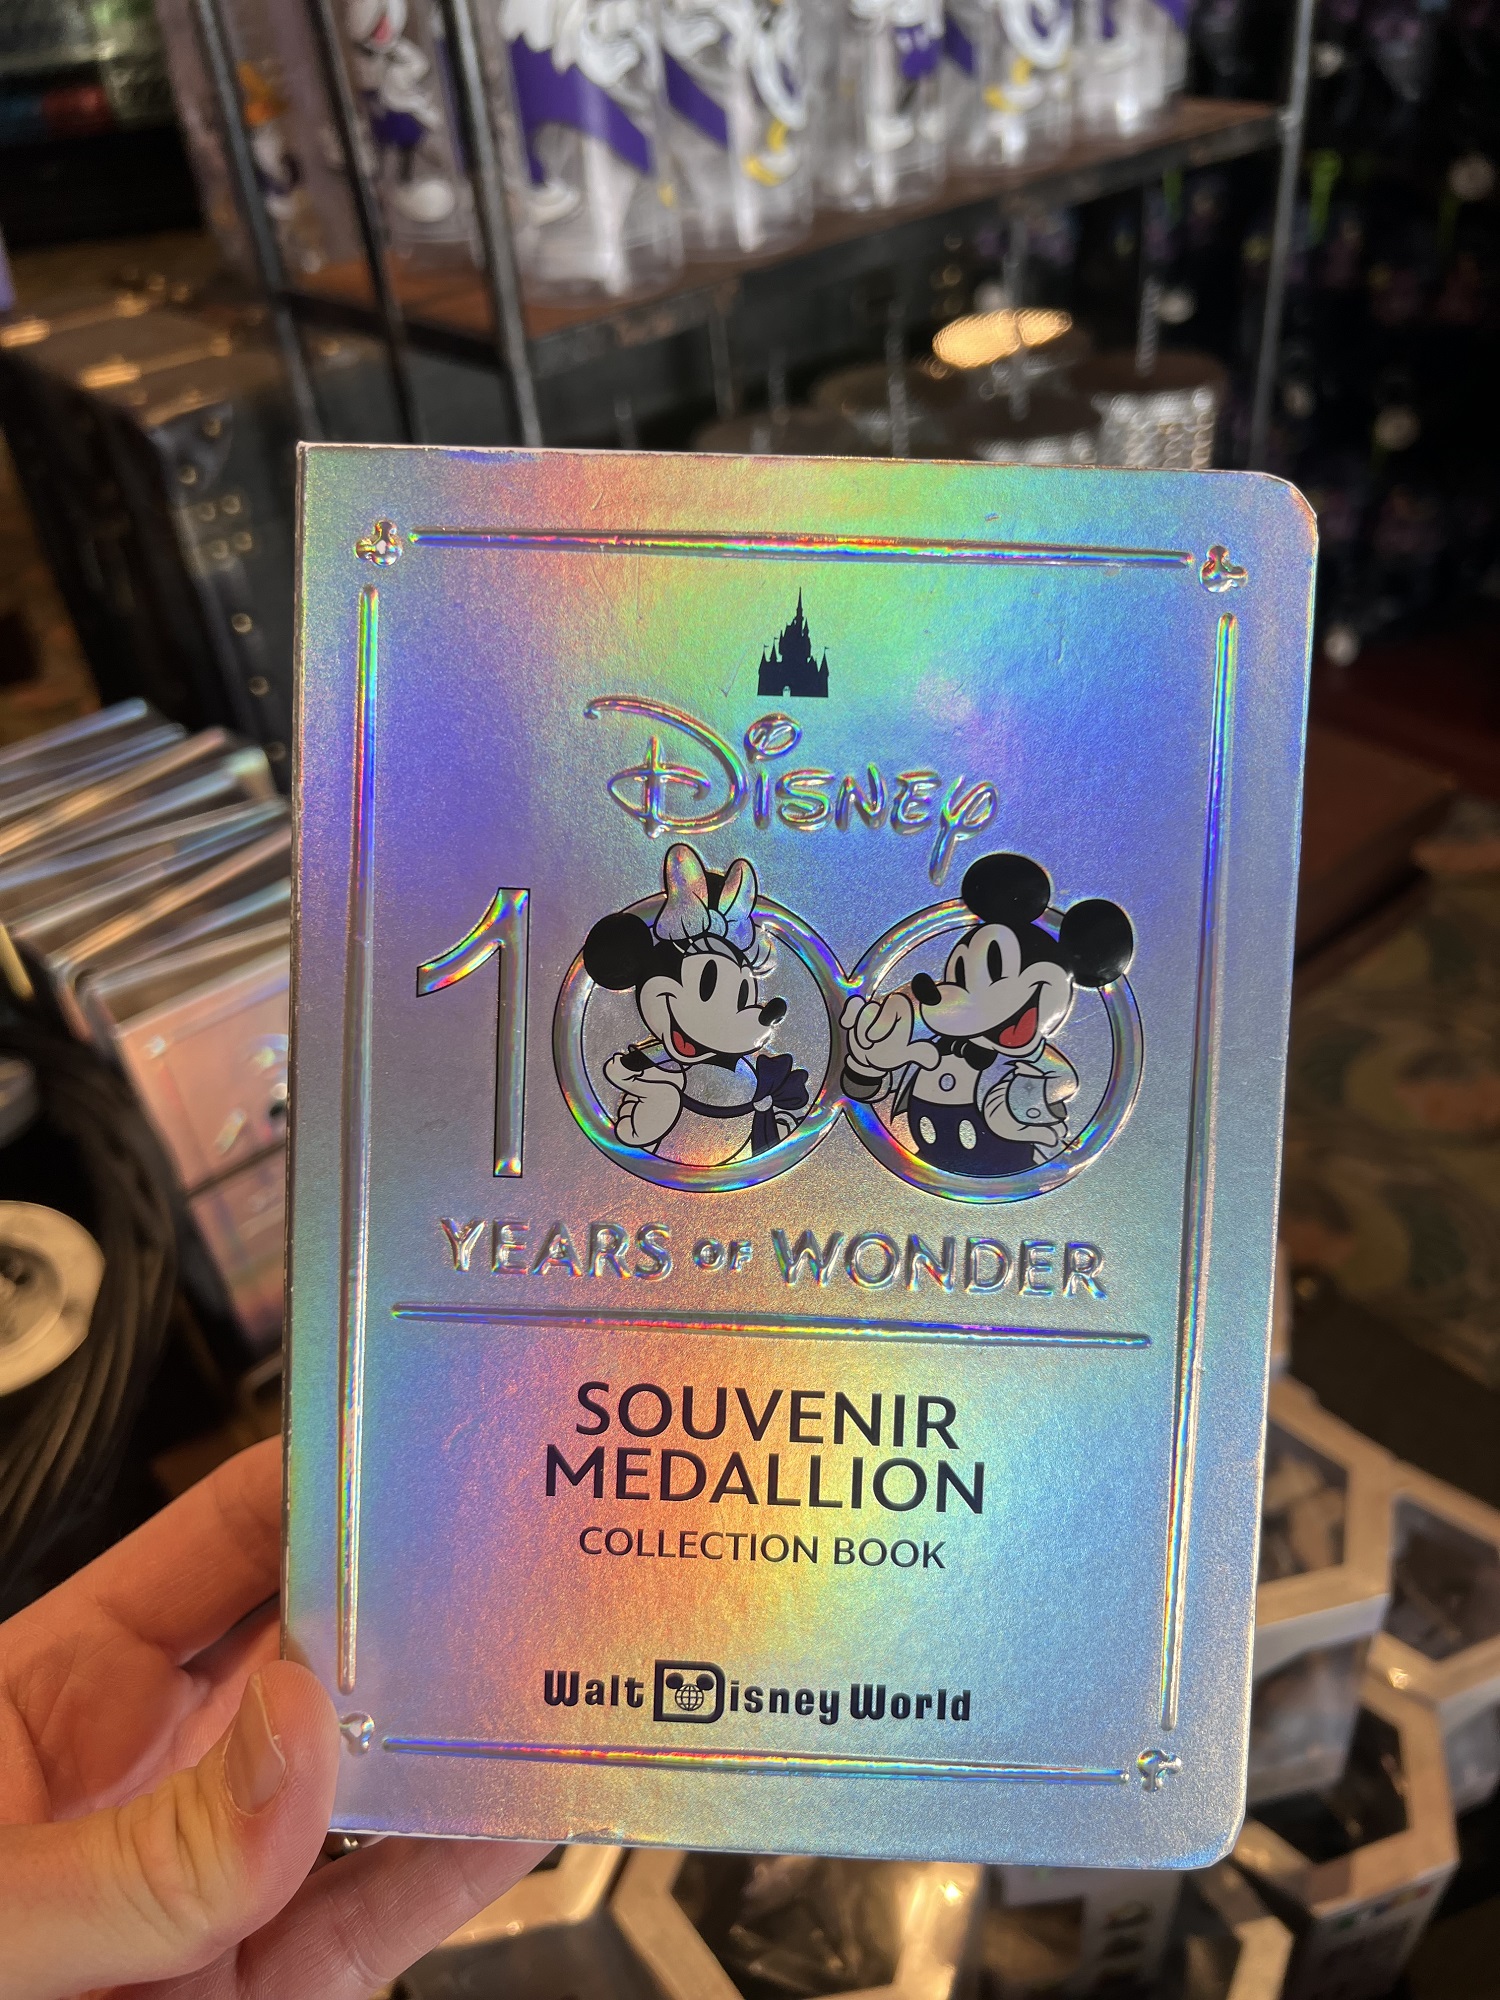 Disney
100
YEARS OF WONDER
SOUVENIR
MEDALLION
COLLECTION BOOK
Walt Disney World